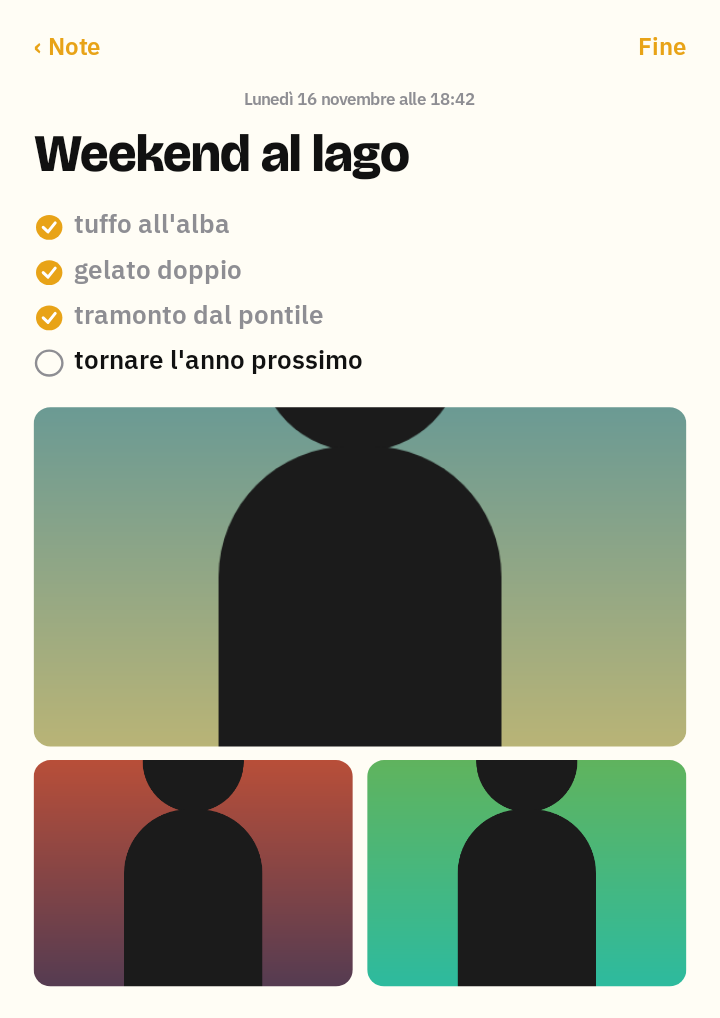 ‹ Note
Fine
Lunedì 16 novembre alle 18:42
Weekend al lago
tuffo all'alba
gelato doppio
tramonto dal pontile
tornare l'anno prossimo